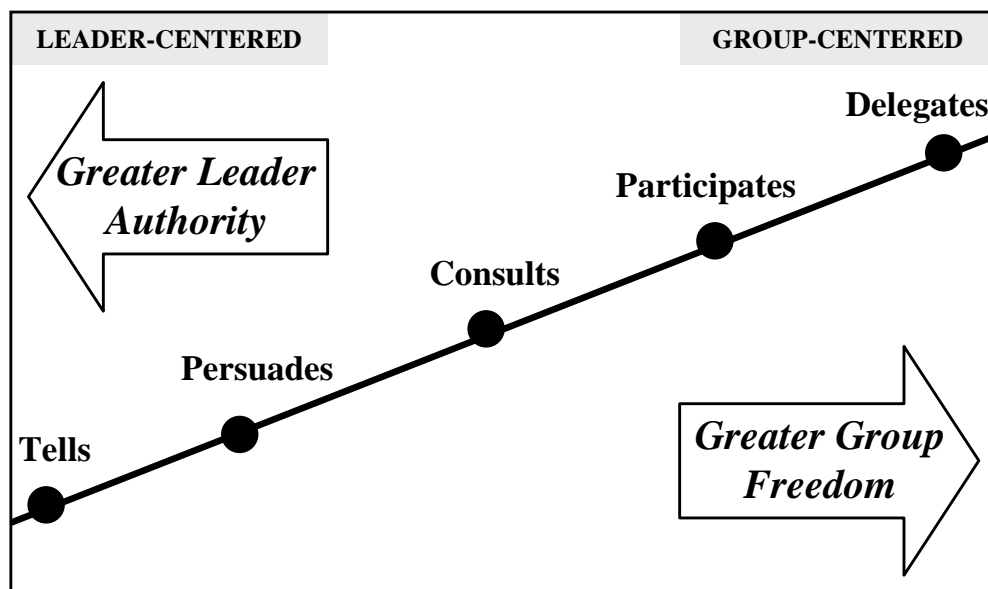 LEADER-CENTERED
GROUP-CENTERED
Delegates
Greater Leader
Authority
Participates
Consults
Persuades
Tells
Greater Group
Freedom